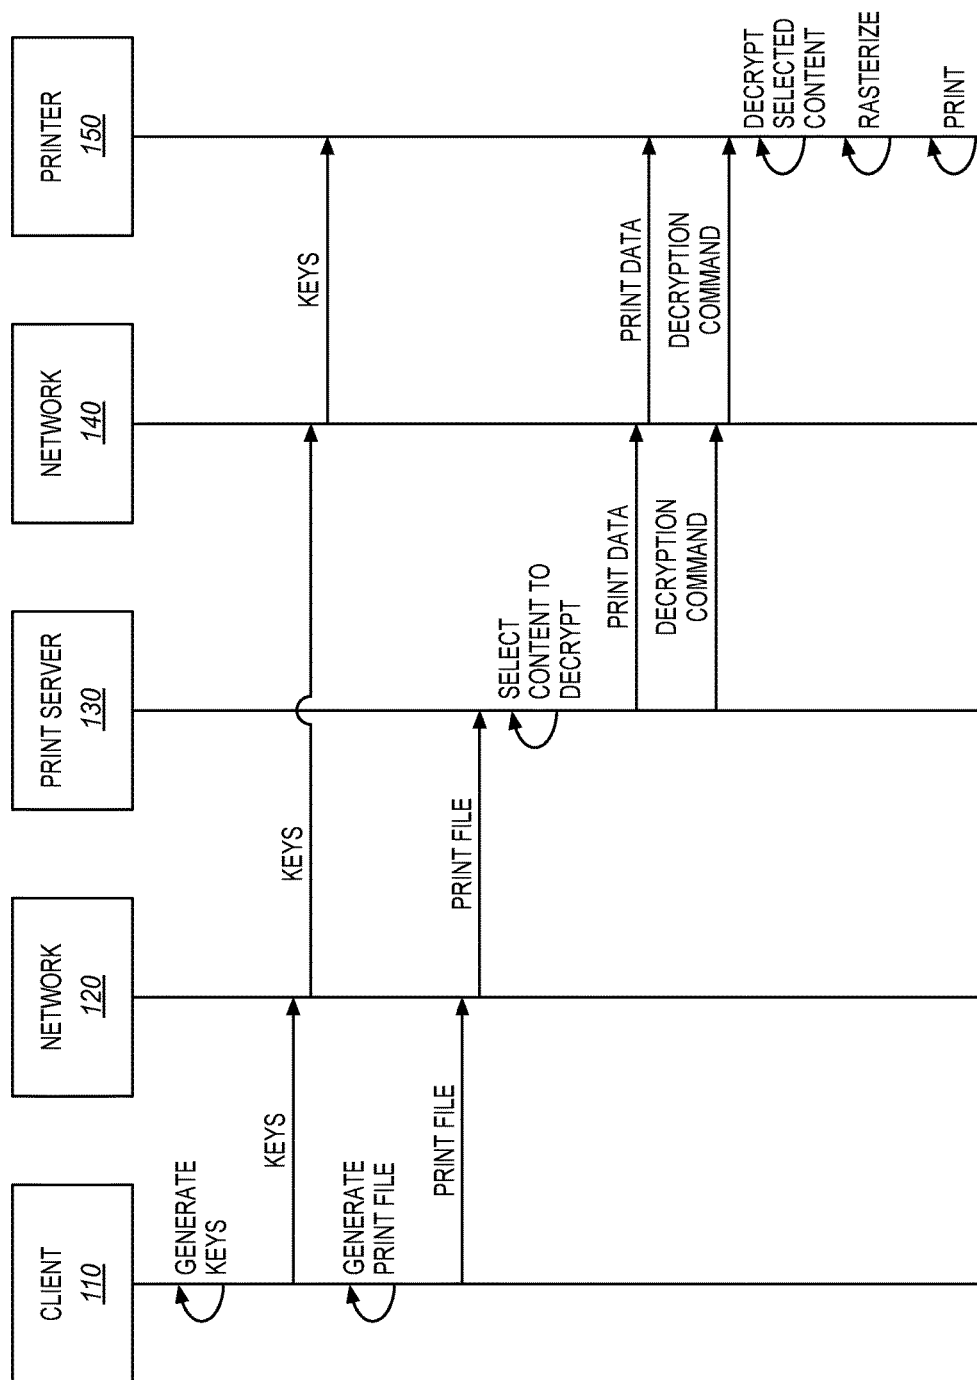 CLIENT
110
NETWORK
120
PRINT SERVER
130
NETWORK
140
PRINTER
150
GENERATE
KEYS
KEYS
KEYS
KEYS
GENERATE
PRINT FILE
PRINT FILE
PRINT FILE
SELECT
CONTENT TO
DECRYPT
PRINT DATA
PRINT DATA
DECRYPTION
COMMAND
DECRYPTION
COMMAND
DECRYPT
SELECTED
CONTENT
RASTERIZE
PRINT